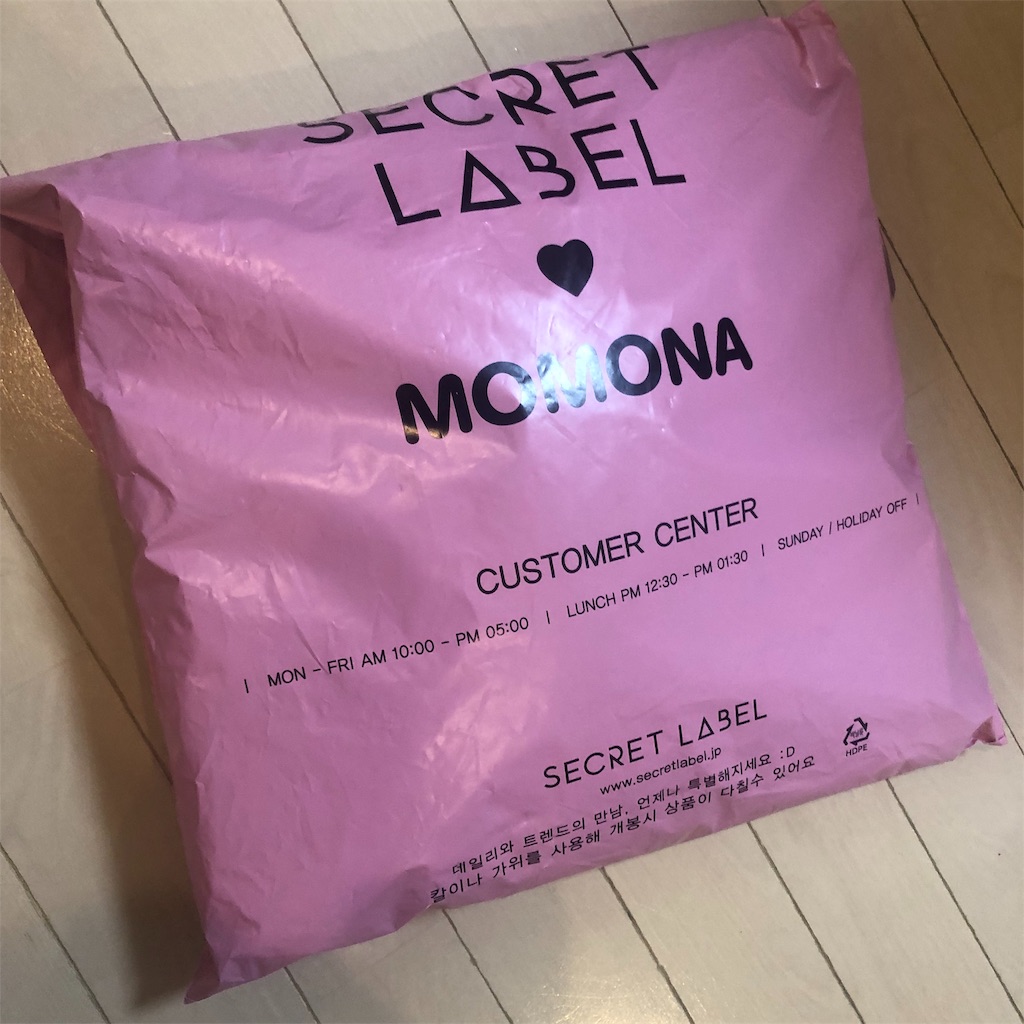 SECRET
LABEL
♥
MOMONA
CUSTOMER CENTER
| MON - FRI AM 10:00 - PM 05:00 | LUNCH PM 12:30 - PM 01:30 | SUNDAY / HOLIDAY OFF |
SECRET LABEL
www.secretlabel.jp
데일리와 트렌드의 만남, 언제나 특별해지세요 :D
칼이나 가위를 사용해 개봉시 상품이 다칠수 있어요
HDPE